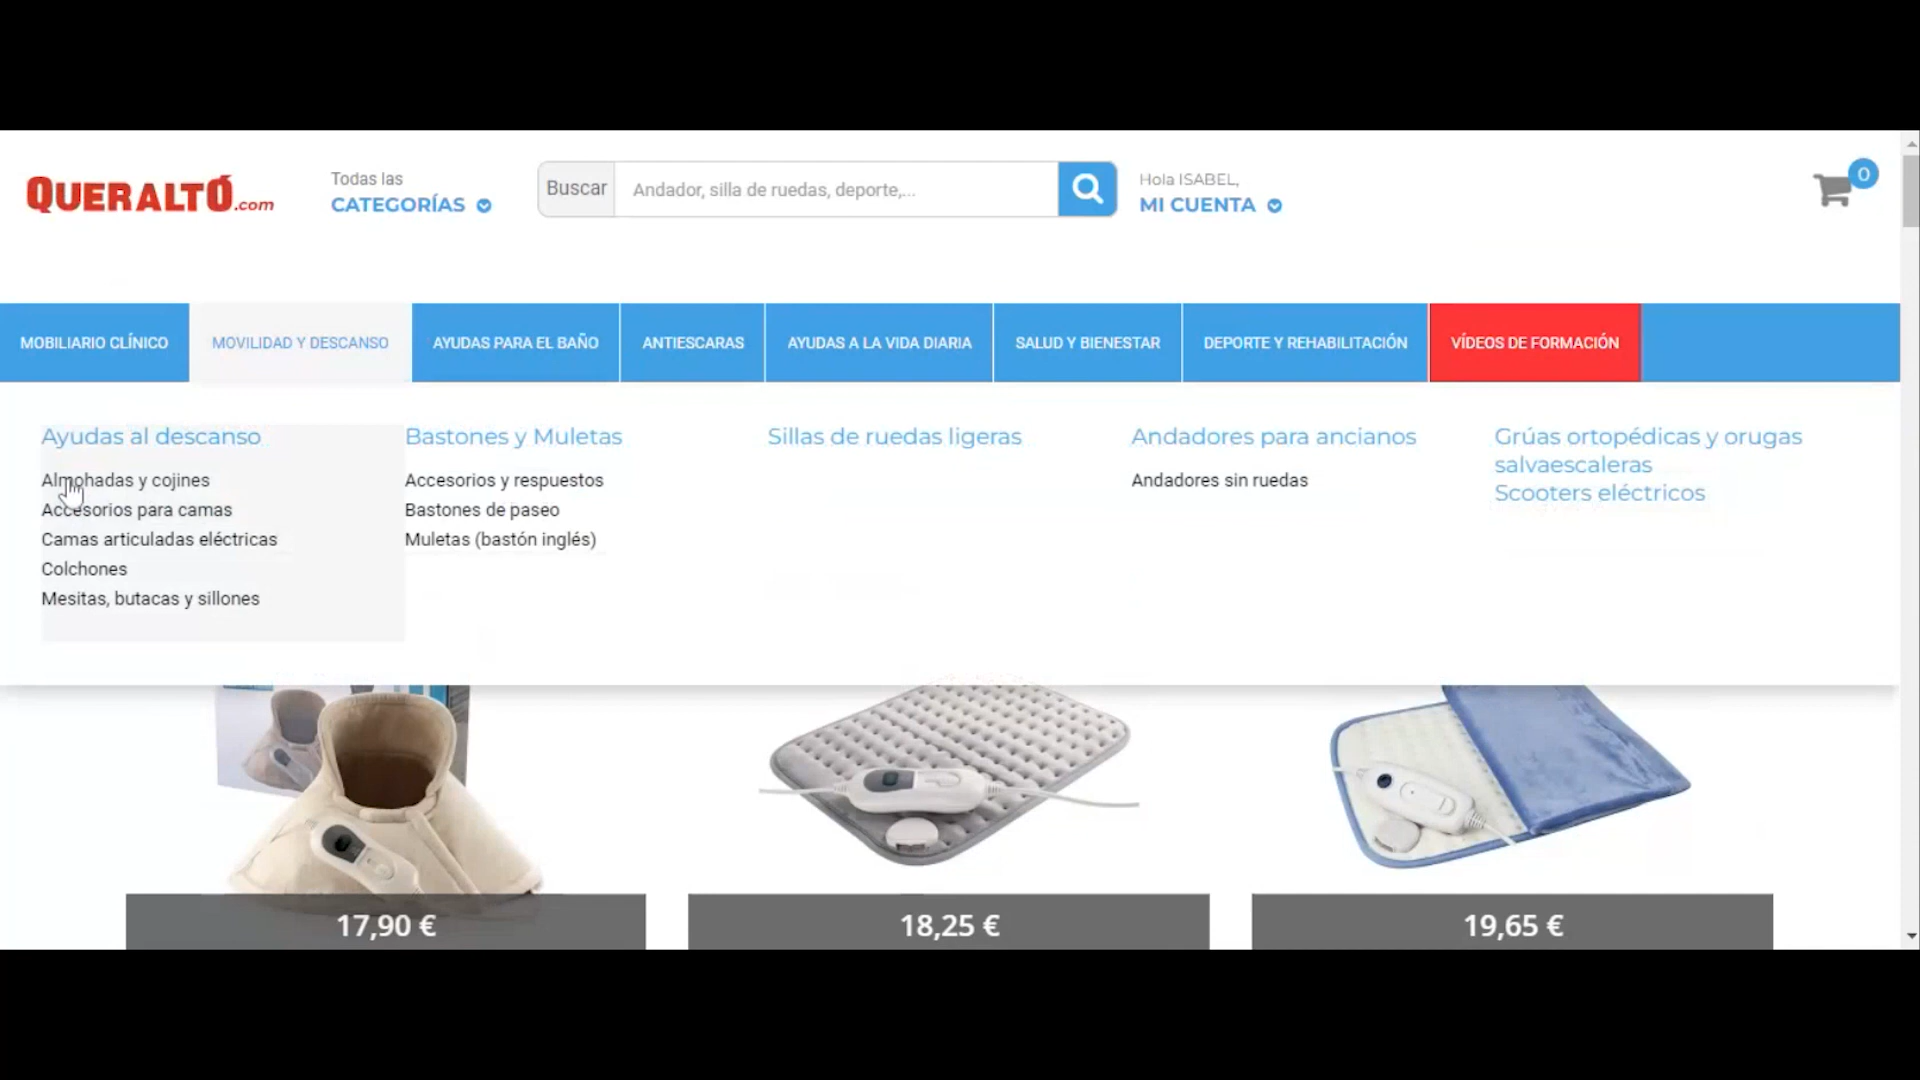 QUERALTÓ.com
Todas las
CATEGORÍAS
Buscar
Andador, silla de ruedas, deporte,...
Hola ISABEL,
MI CUENTA
0
MOBILIARIO CLÍNICO
MOVILIDAD Y DESCANSO
AYUDAS PARA EL BAÑO
ANTIESCARAS
AYUDAS A LA VIDA DIARIA
SALUD Y BIENESTAR
DEPORTE Y REHABILITACIÓN
VÍDEOS DE FORMACIÓN
Ayudas al descanso
Almohadas y cojines
Accesorios para camas
Camas articuladas eléctricas
Colchones
Mesitas, butacas y sillones
Bastones y Muletas
Accesorios y respuestos
Bastones de paseo
Muletas (bastón inglés)
Sillas de ruedas ligeras
Andadores para ancianos
Andadores sin ruedas
Grúas ortopédicas y orugas
salvaescaleras
Scooters eléctricos
17,90 €
18,25 €
19,65 €